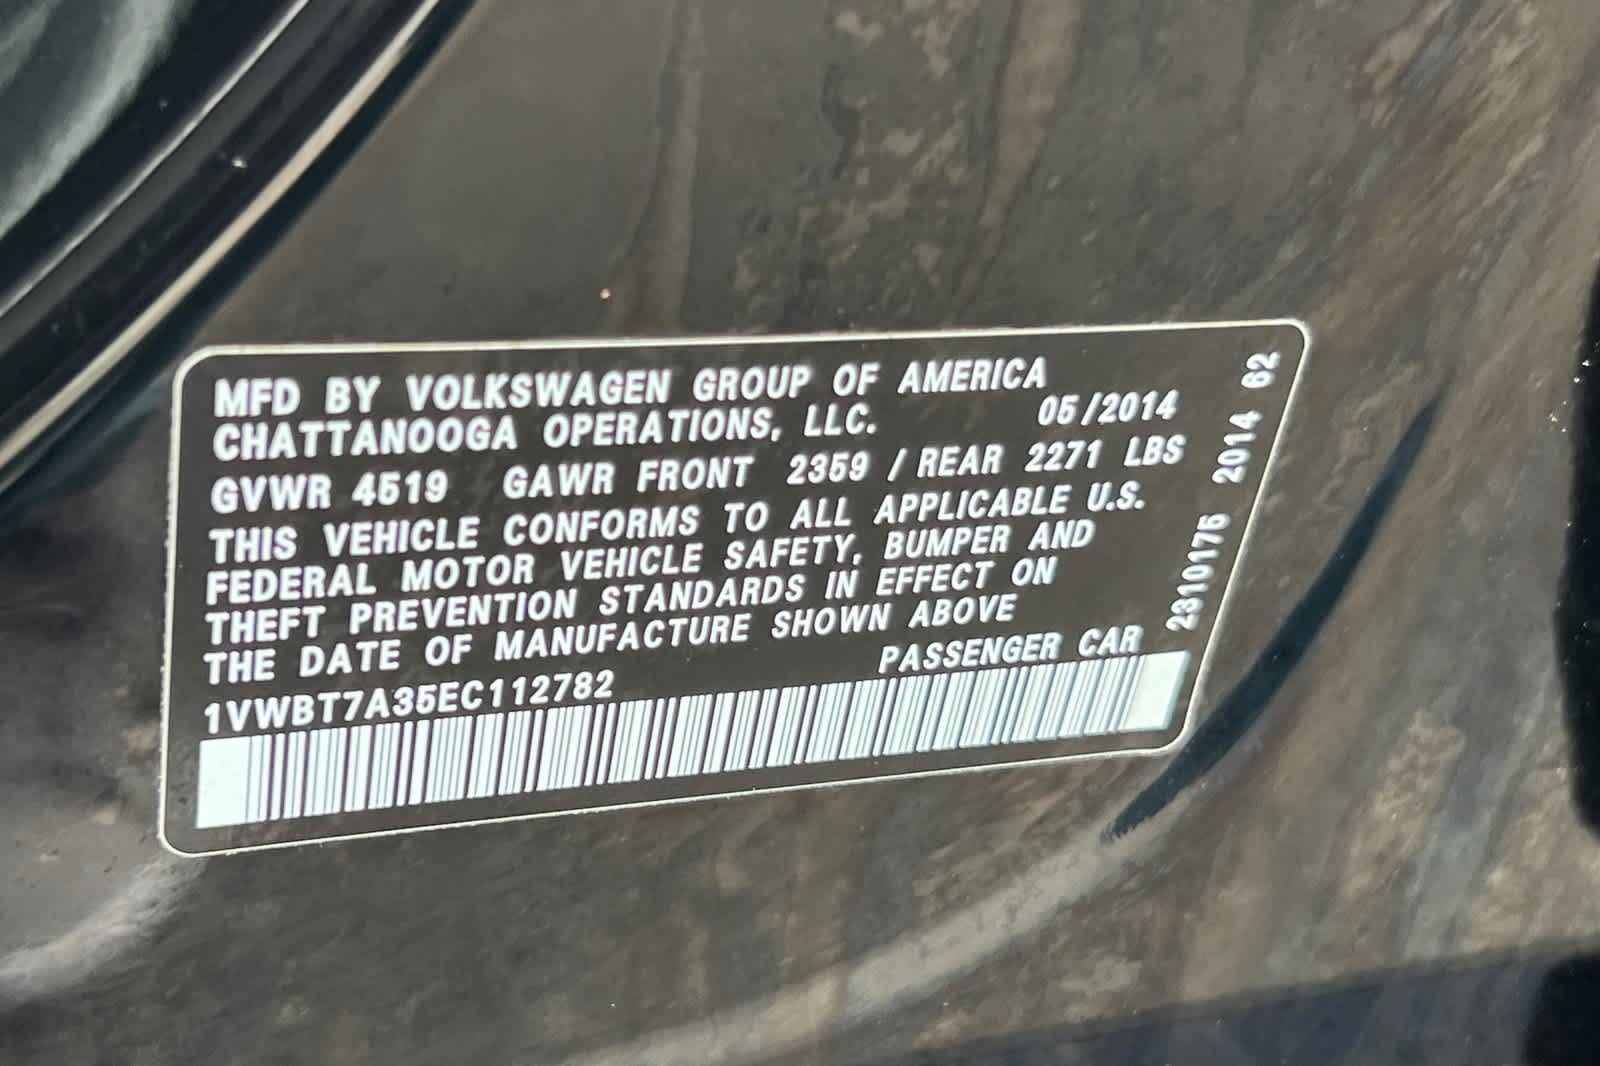 MFD BY VOLKSWAGEN GROUP OF AMERICA
CHATTANOOGA OPERATIONS, LLC. 05/2014
GVWR 4519 GAWR FRONT 2359 / REAR 2271 LBS
THIS VEHICLE CONFORMS TO ALL APPLICABLE U.S.
FEDERAL MOTOR VEHICLE SAFETY, BUMPER AND
THEFT PREVENTION STANDARDS IN EFFECT ON
THE DATE OF MANUFACTURE SHOWN ABOVE
1VWBT7A35EC112782 PASSENGER CAR
2310175 2014 62